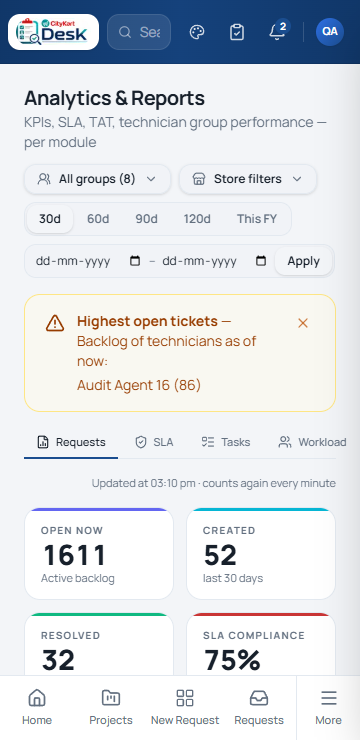 CityKart
Desk
Sea
2
QA
Analytics & Reports
KPIs, SLA, TAT, technician group performance —
per module
All groups (8)
Store filters
30d 60d 90d 120d This FY
dd-mm-yyyy – dd-mm-yyyy Apply
Highest open tickets —
Backlog of technicians as of
now:
Audit Agent 16 (86)
Requests SLA Tasks Workload
Updated at 03:10 pm · counts again every minute
OPEN NOW
1611
Active backlog
CREATED
52
last 30 days
RESOLVED
32
SLA COMPLIANCE
75%
Home Projects New Request Requests More